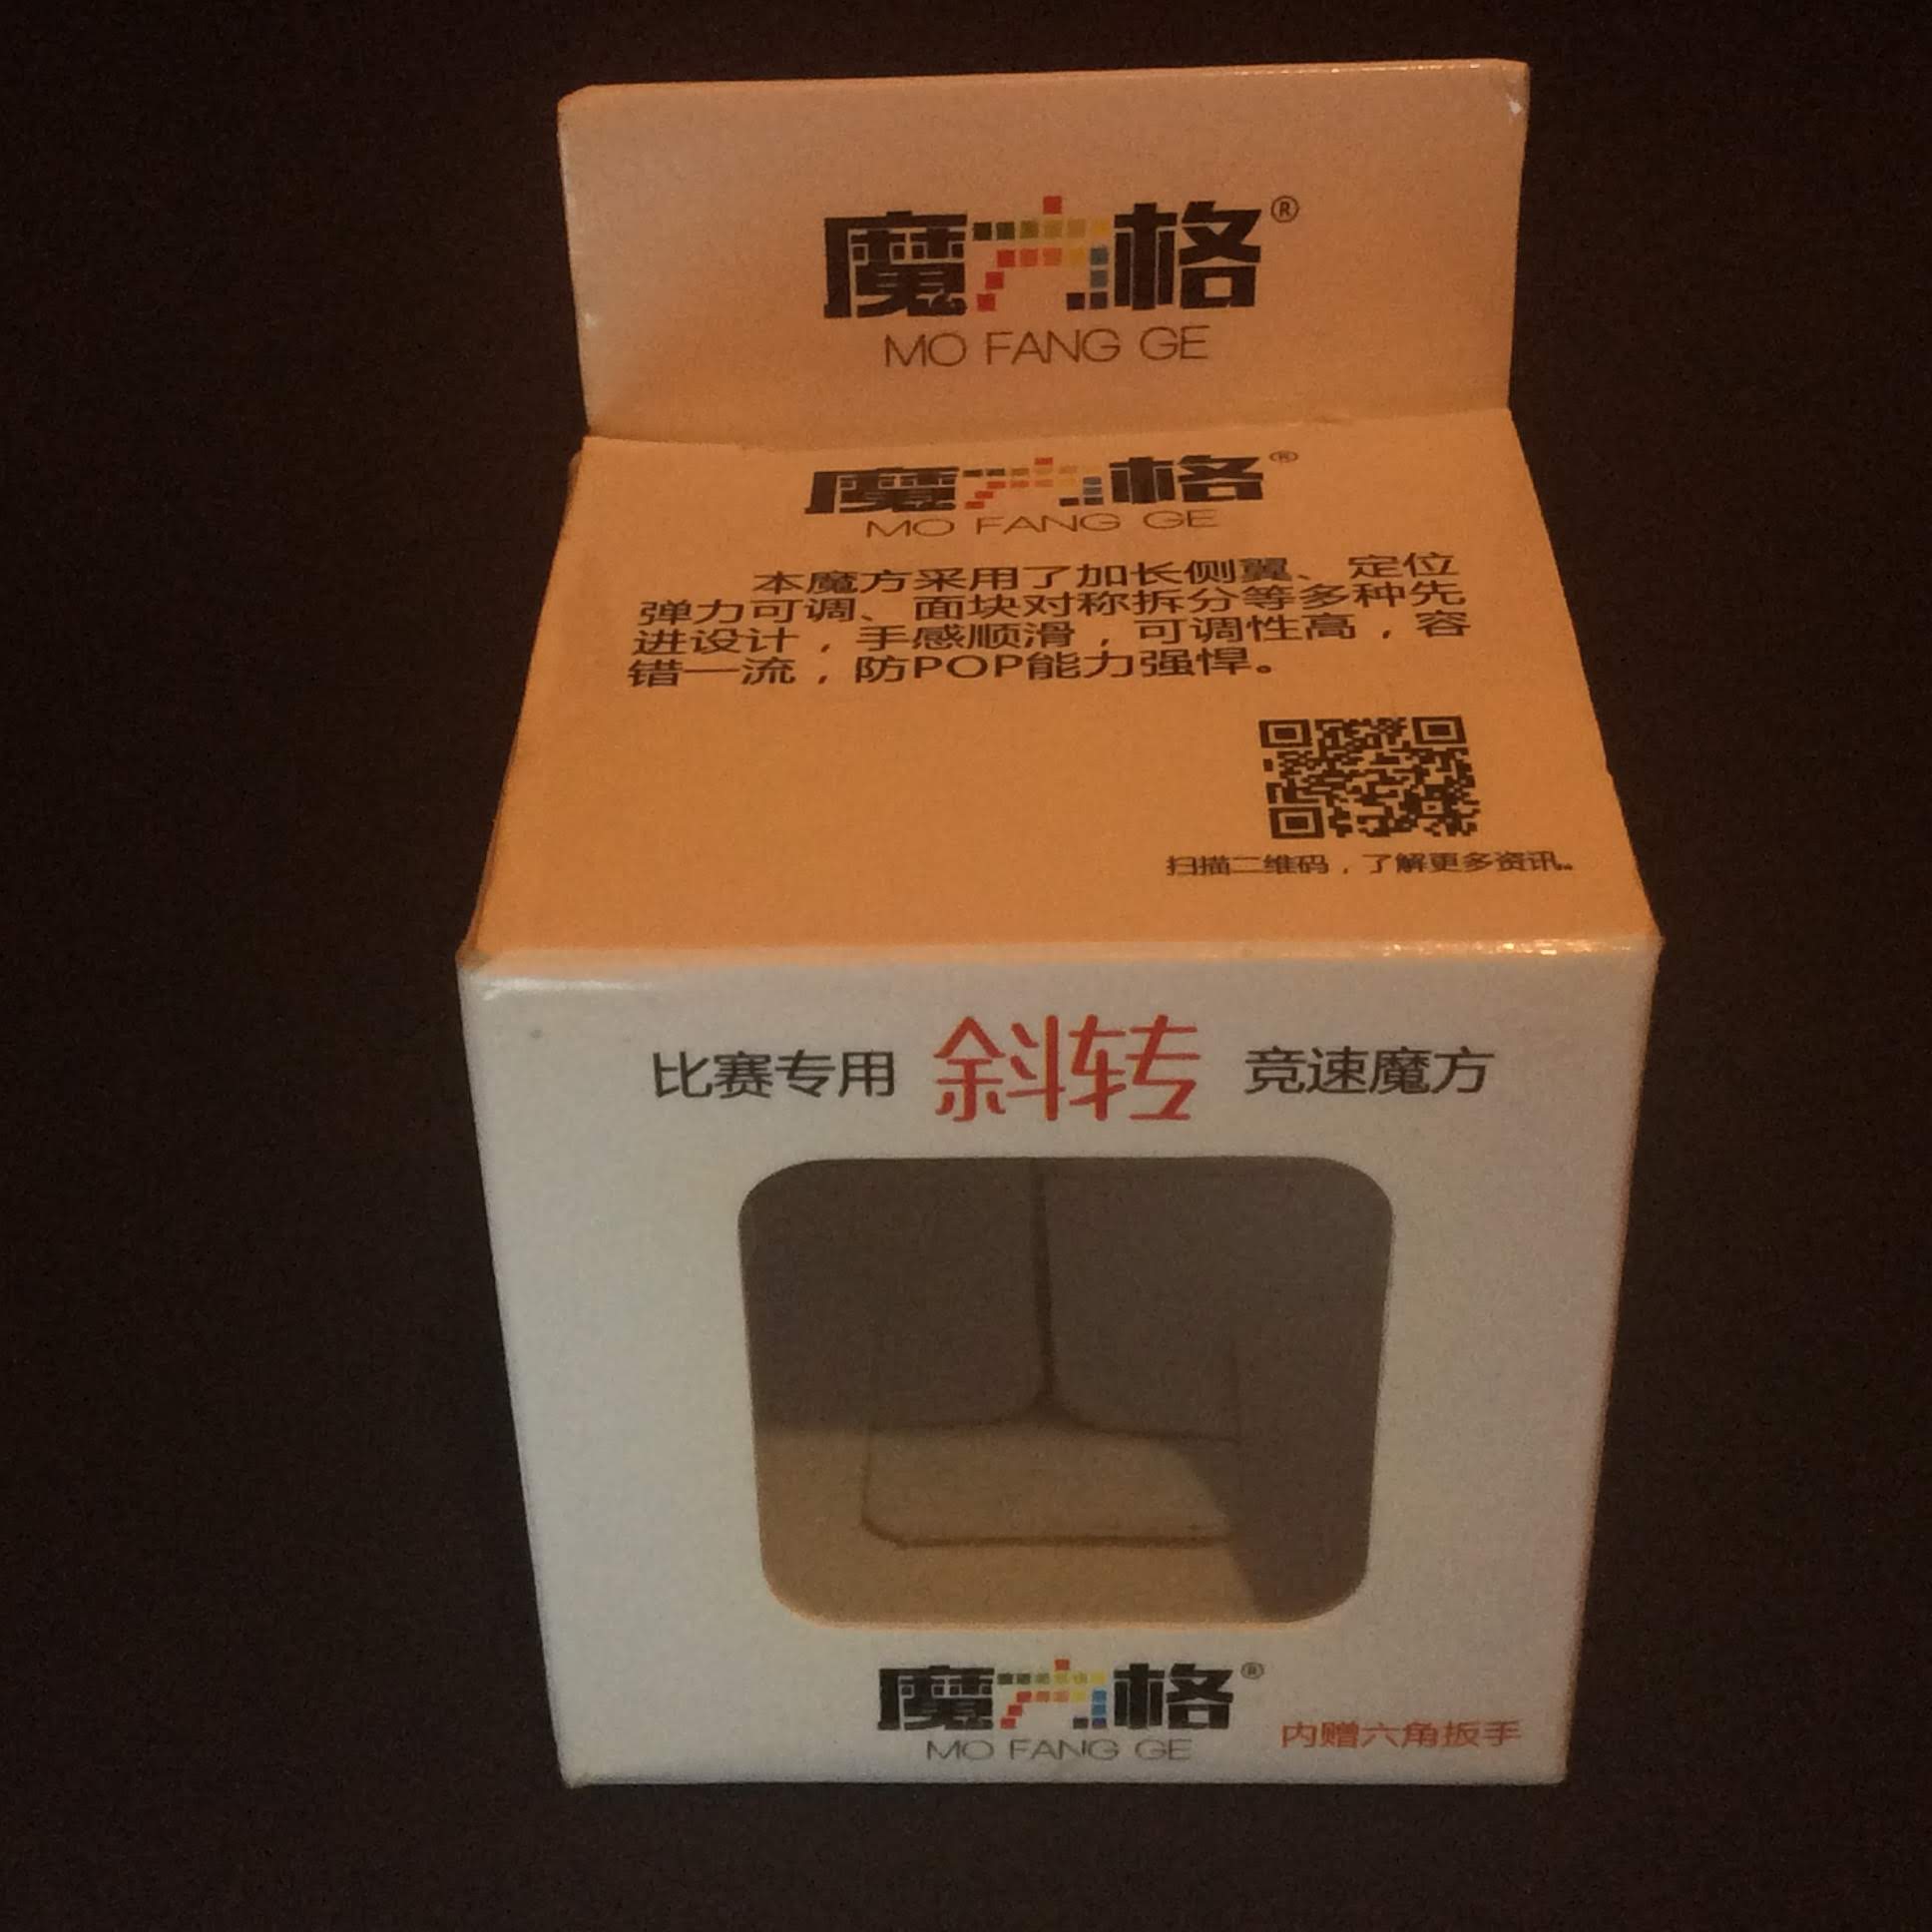 魔方格®
MO FANG GE
魔方格®
MO FANG GE
本魔方采用了加长侧翼、定位
弹力可调、面块对称拆分等多种先
进设计，手感顺滑，可调性高，容
错一流，防POP能力强悍。
扫描二维码，了解更多资讯。
比赛专用 斜转 竞速魔方
魔方格®
MO FANG GE
内赠六角扳手